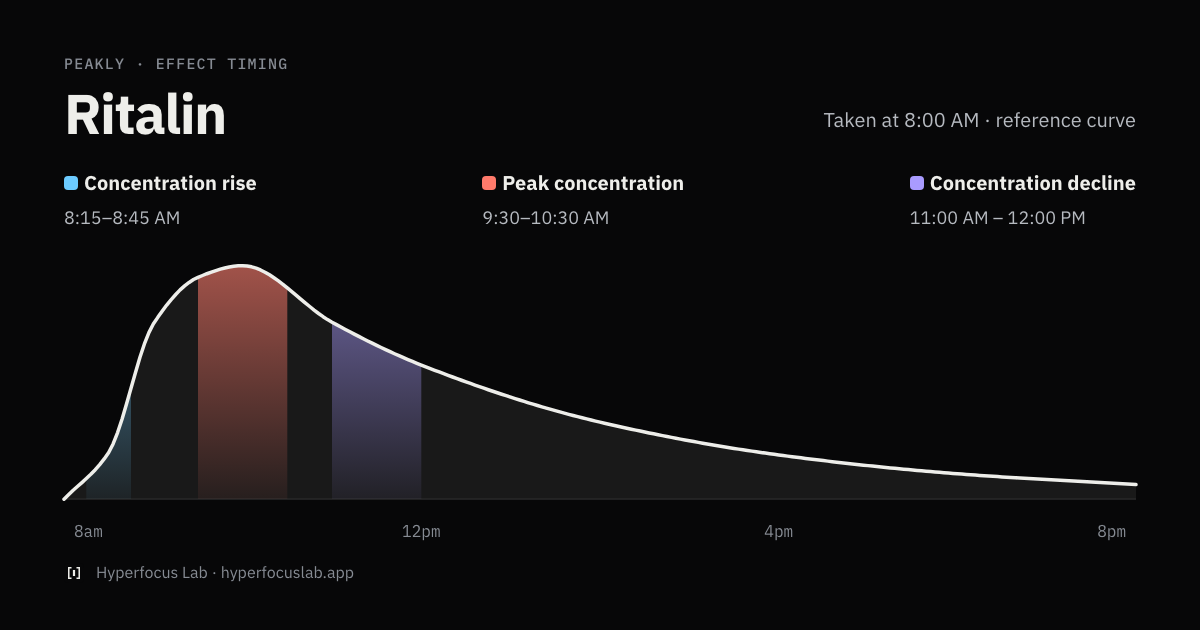 PEAKLY · EFFECT TIMING
Ritalin
Taken at 8:00 AM · reference curve
Concentration rise
8:15–8:45 AM
Peak concentration
9:30–10:30 AM
Concentration decline
11:00 AM – 12:00 PM
8am
12pm
4pm
8pm
Hyperfocus Lab · hyperfocuslab.app